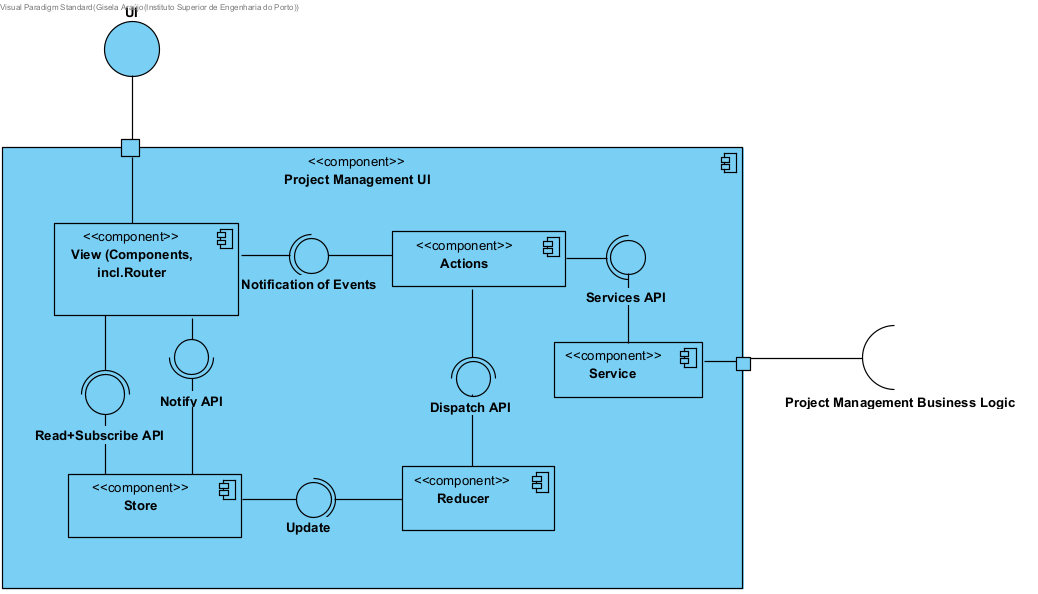 Visual Paradigm Standard(Gisela Araújo(Instituto Superior de Engenharia do Porto))
UI
<<component>>
Project Management UI
<<component>>
View (Components,
incl.Router
Notification of Events
<<component>>
Actions
Services API
<<component>>
Service
Project Management Business Logic
Notify API
Dispatch API
Read+Subscribe API
<<component>>
Store
Update
<<component>>
Reducer